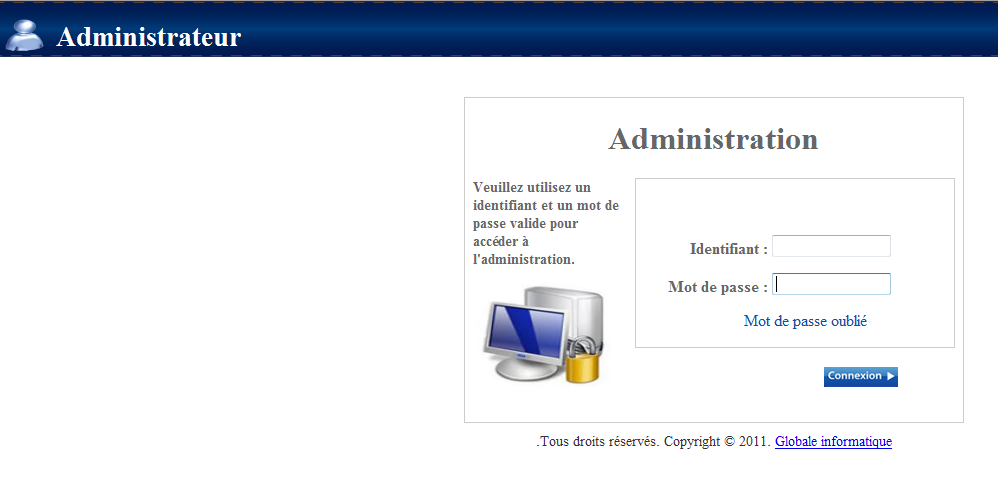 Administrateur
Administration
Veuillez utilisez un
identifiant et un mot de
passe valide pour
accéder à
l'administration.
Identifiant :
Mot de passe :
Mot de passe oublié
Connexion
.Tous droits réservés. Copyright © 2011. Globale informatique